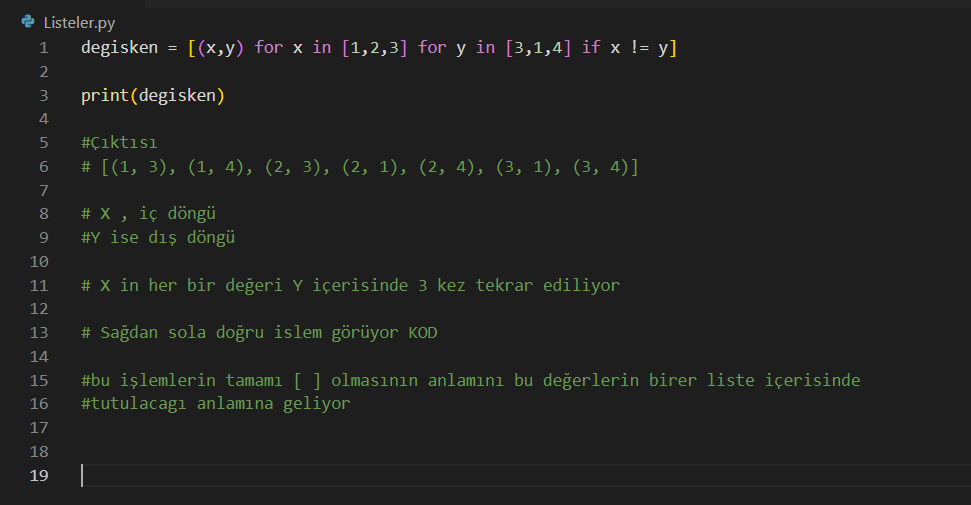 Listeler.py
1 degisken = [(x,y) for x in [1,2,3] for y in [3,1,4] if x != y]
2
3 print(degisken)
4
5 #Çıktısı
6 # [(1, 3), (1, 4), (2, 3), (2, 1), (2, 4), (3, 1), (3, 4)]
7
8 # X , iç döngü
9 #Y ise dış döngü
10
11 # X in her bir değeri Y içerisinde 3 kez tekrar ediliyor
12
13 # Sağdan sola doğru islem görüyor KOD
14
15 #bu işlemlerin tamamı [ ] olmasının anlamını bu değerlerin birer liste içerisinde
16 #tutulacagı anlamına geliyor
17
18
19